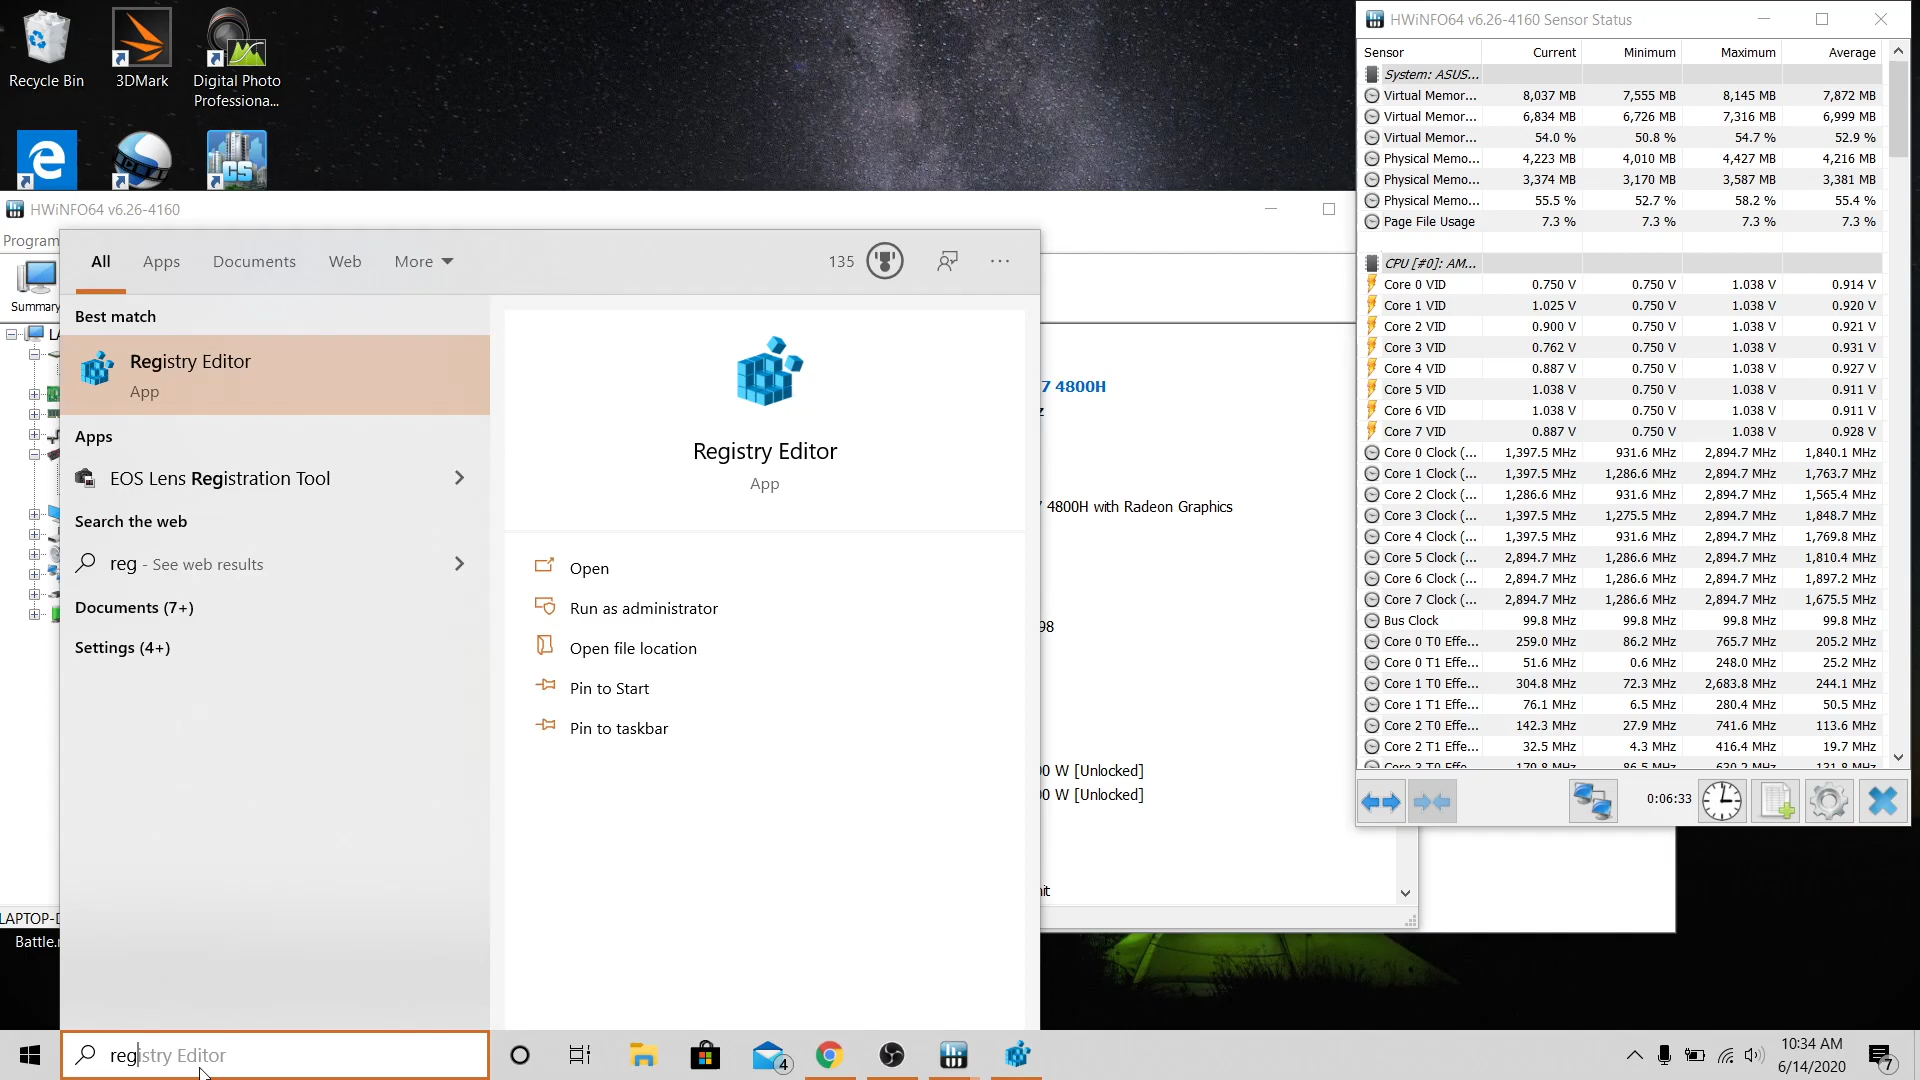 Recycle Bin
3DMark
Digital Photo
Professiona...
CS
HWiNFO64 v6.26-4160
Program
Summary
LAPTOP-D
Battle.n
All
Apps
Documents
Web
More
135
Best match
Registry Editor
App
Apps
EOS Lens Registration Tool
Search the web
reg - See web results
Documents (7+)
Settings (4+)
Registry Editor
App
Open
Run as administrator
Open file location
Pin to Start
Pin to taskbar
7 4800H
z
4800H with Radeon Graphics
98
00 W [Unlocked]
00 W [Unlocked]
HWiNFO64 v6.26-4160 Sensor Status
Sensor Current Minimum Maximum Average
System: ASUS...
Virtual Memor... 8,037 MB 7,555 MB 8,145 MB 7,872 MB
Virtual Memor... 6,834 MB 6,726 MB 7,316 MB 6,999 MB
Virtual Memor... 54.0 % 50.8 % 54.7 % 52.9 %
Physical Memo... 4,223 MB 4,010 MB 4,427 MB 4,216 MB
Physical Memo... 3,374 MB 3,170 MB 3,587 MB 3,381 MB
Physical Memo... 55.5 % 52.7 % 58.2 % 55.4 %
Page File Usage 7.3 % 7.3 % 7.3 % 7.3 %
CPU [#0]: AM...
Core 0 VID 0.750 V 0.750 V 1.038 V 0.914 V
Core 1 VID 1.025 V 0.750 V 1.038 V 0.920 V
Core 2 VID 0.900 V 0.750 V 1.038 V 0.921 V
Core 3 VID 0.762 V 0.750 V 1.038 V 0.931 V
Core 4 VID 0.887 V 0.750 V 1.038 V 0.927 V
Core 5 VID 1.038 V 0.750 V 1.038 V 0.911 V
Core 6 VID 1.038 V 0.750 V 1.038 V 0.911 V
Core 7 VID 0.887 V 0.750 V 1.038 V 0.928 V
Core 0 Clock (... 1,397.5 MHz 931.6 MHz 2,894.7 MHz 1,840.1 MHz
Core 1 Clock (... 1,397.5 MHz 1,286.6 MHz 2,894.7 MHz 1,763.7 MHz
Core 2 Clock (... 1,286.6 MHz 931.6 MHz 2,894.7 MHz 1,565.4 MHz
Core 3 Clock (... 1,397.5 MHz 1,275.5 MHz 2,894.7 MHz 1,848.7 MHz
Core 4 Clock (... 1,397.5 MHz 931.6 MHz 2,894.7 MHz 1,769.8 MHz
Core 5 Clock (... 2,894.7 MHz 1,286.6 MHz 2,894.7 MHz 1,810.4 MHz
Core 6 Clock (... 2,894.7 MHz 1,286.6 MHz 2,894.7 MHz 1,897.2 MHz
Core 7 Clock (... 2,894.7 MHz 1,286.6 MHz 2,894.7 MHz 1,675.5 MHz
Bus Clock 99.8 MHz 99.8 MHz 99.8 MHz 99.8 MHz
Core 0 T0 Effe... 259.0 MHz 86.2 MHz 765.7 MHz 205.2 MHz
Core 0 T1 Effe... 51.6 MHz 0.6 MHz 248.0 MHz 25.2 MHz
Core 1 T0 Effe... 304.8 MHz 72.3 MHz 2,683.8 MHz 244.1 MHz
Core 1 T1 Effe... 76.1 MHz 6.5 MHz 280.4 MHz 50.5 MHz
Core 2 T0 Effe... 142.3 MHz 27.9 MHz 741.6 MHz 113.6 MHz
Core 2 T1 Effe... 32.5 MHz 4.3 MHz 416.4 MHz 19.7 MHz
Core 3 T0 Effe... 179.8 MHz 86.5 MHz 630.2 MHz 131.8 MHz
0:06:33
registry Editor
4
10:34 AM
6/14/2020
7